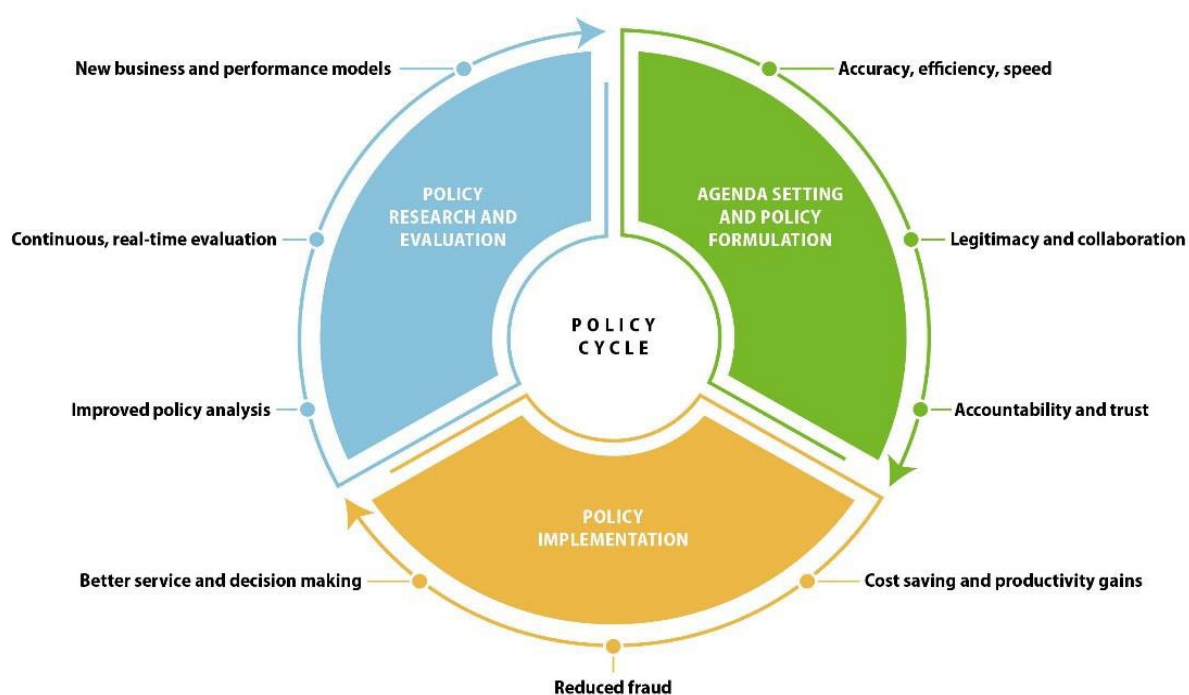 New business and performance models
Accuracy, efficiency, speed
POLICY
RESEARCH AND
EVALUATION
AGENDA SETTING
AND POLICY
FORMULATION
Continuous, real-time evaluation
Legitimacy and collaboration
POLICY
CYCLE
Improved policy analysis
Accountability and trust
POLICY
IMPLEMENTATION
Better service and decision making
Cost saving and productivity gains
Reduced fraud